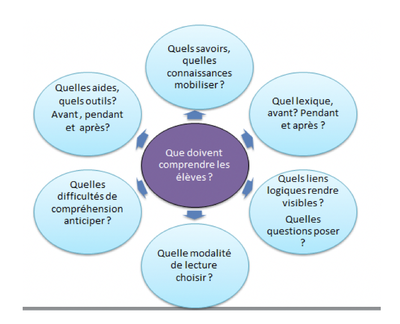 Quels savoirs,
quelles
connaissances
mobiliser ?
Quelles aides,
quels outils?
Avant , pendant
et après?
Quel lexique,
avant? Pendant
et après ?
Que doivent
comprendre les
élèves ?
Quelles
difficultés de
compréhension
anticiper ?
Quels liens
logiques rendre
visibles ?
Quelles
questions poser
?
Quelle modalité
de lecture
choisir ?